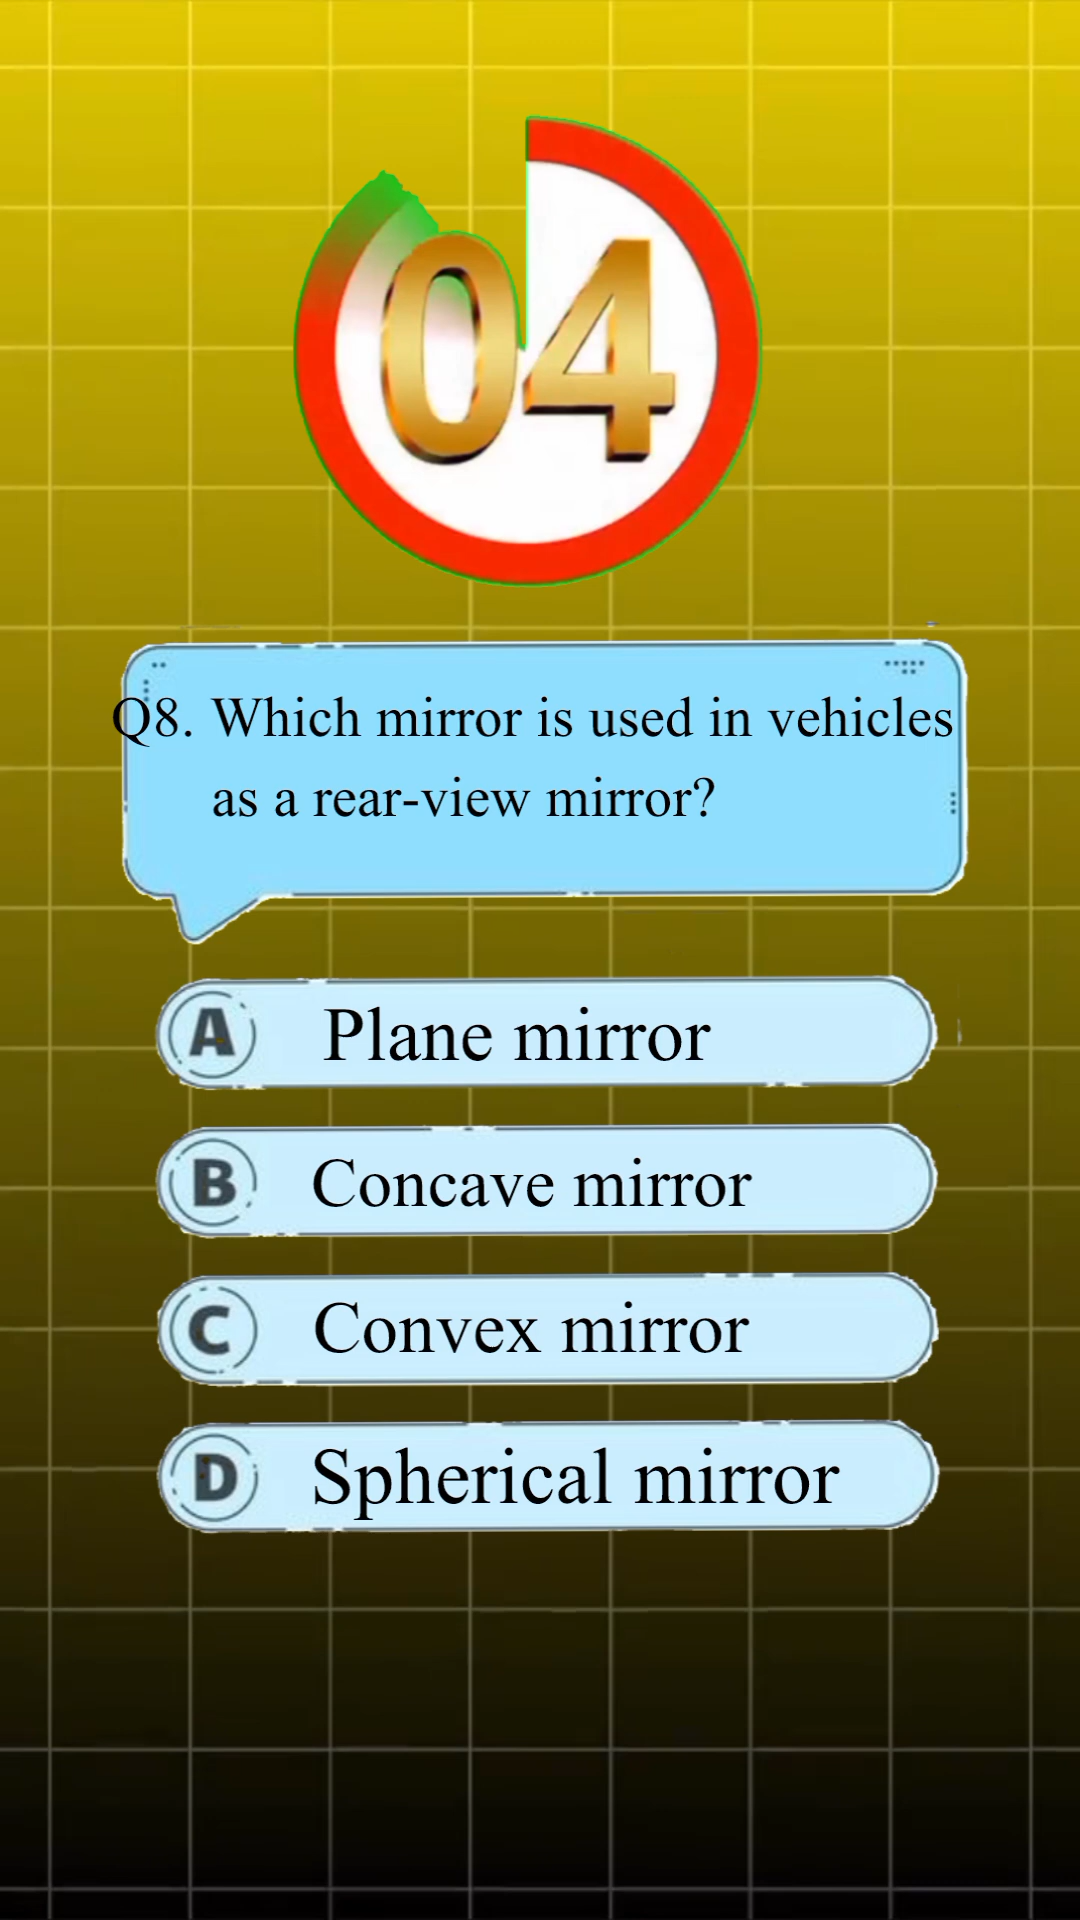 04
Q8. Which mirror is used in vehicles
as a rear-view mirror?
A Plane mirror
B Concave mirror
C Convex mirror
D Spherical mirror